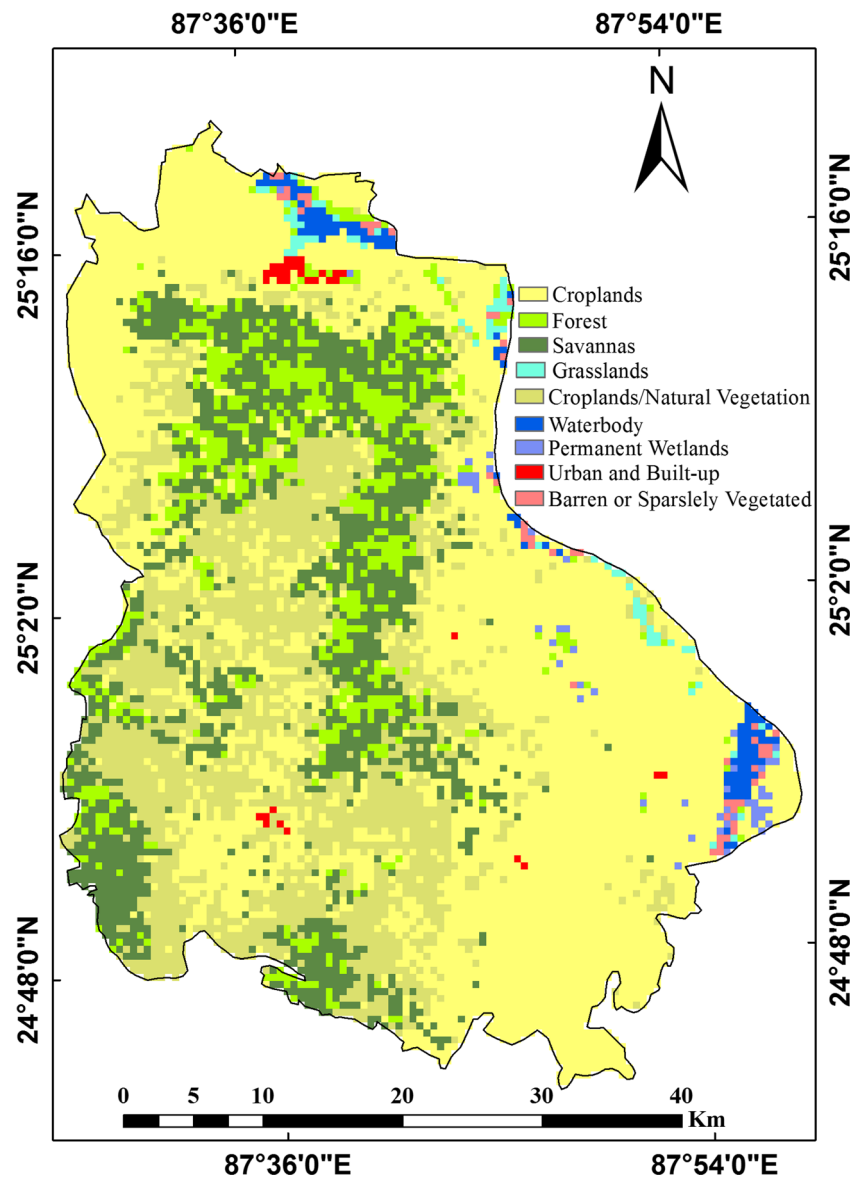 87°36'0"E 87°54'0"E
N
25°16'0"N
25°16'0"N
Croplands
Forest
Savannas
Grasslands
Croplands/Natural Vegetation
Waterbody
Permanent Wetlands
Urban and Built-up
Barren or Sparslely Vegetated
25°2'0"N
25°2'0"N
24°48'0"N
24°48'0"N
0 5 10 20 30 40
Km
87°36'0"E 87°54'0"E